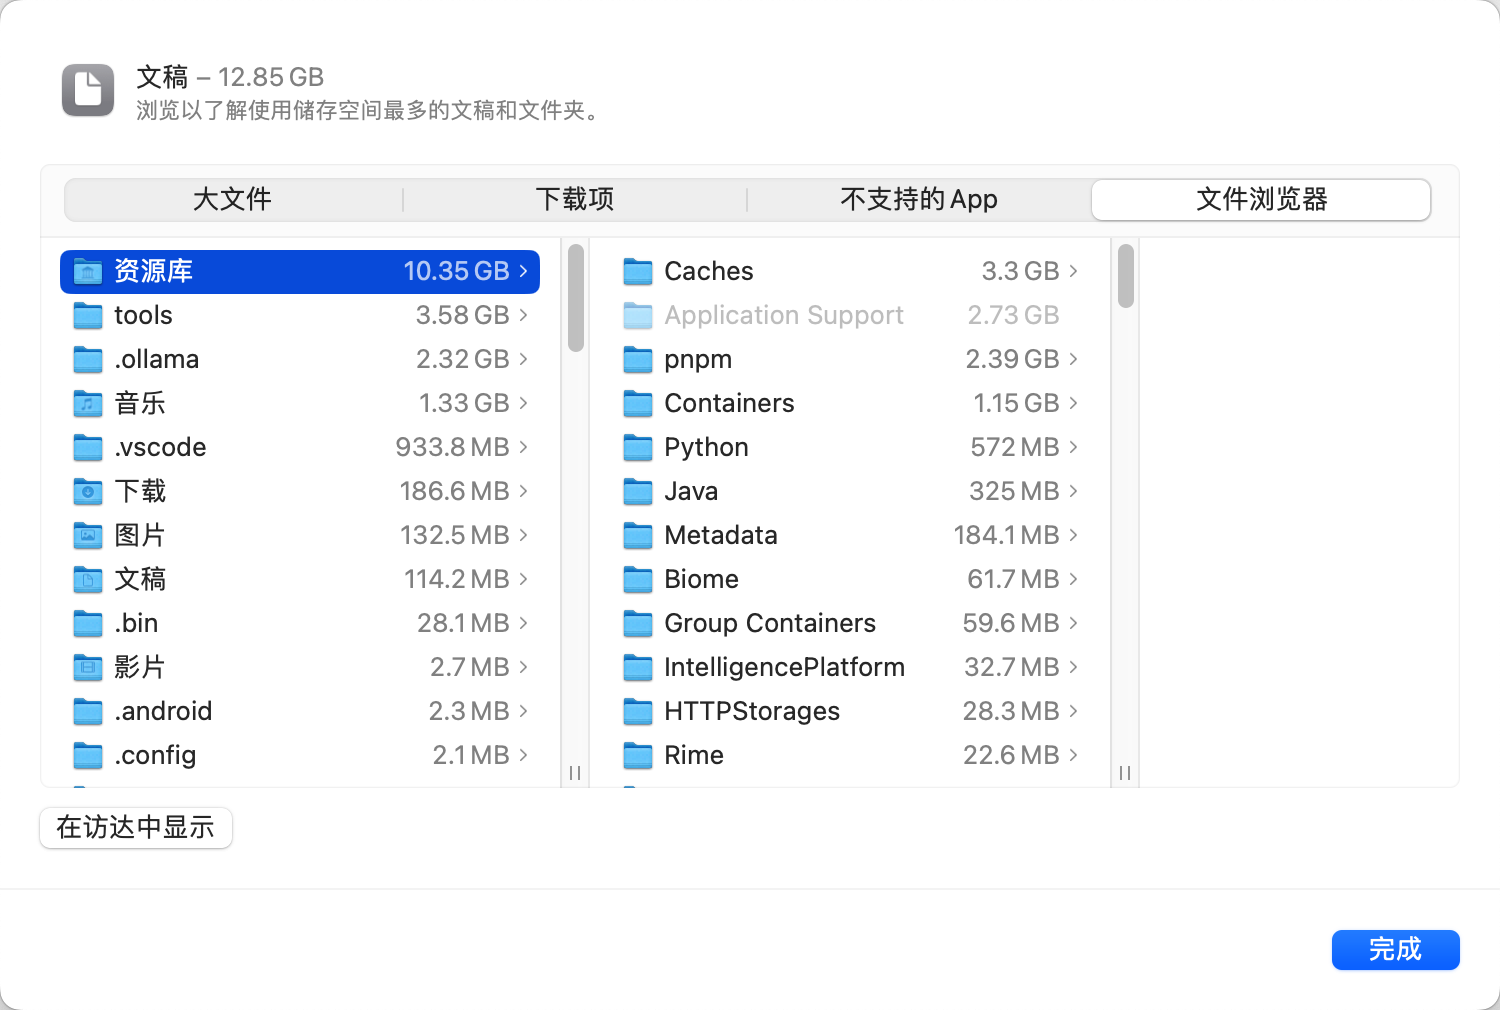 文稿 – 12.85 GB
浏览以了解使用储存空间最多的文稿和文件夹。
大文件 下载项 不支持的 App 文件浏览器
资源库 10.35 GB
tools 3.58 GB
.ollama 2.32 GB
音乐 1.33 GB
.vscode 933.8 MB
下载 186.6 MB
图片 132.5 MB
文稿 114.2 MB
.bin 28.1 MB
影片 2.7 MB
.android 2.3 MB
.config 2.1 MB
Caches 3.3 GB
Application Support 2.73 GB
pnpm 2.39 GB
Containers 1.15 GB
Python 572 MB
Java 325 MB
Metadata 184.1 MB
Biome 61.7 MB
Group Containers 59.6 MB
IntelligencePlatform 32.7 MB
HTTPStorages 28.3 MB
Rime 22.6 MB
在访达中显示
完成